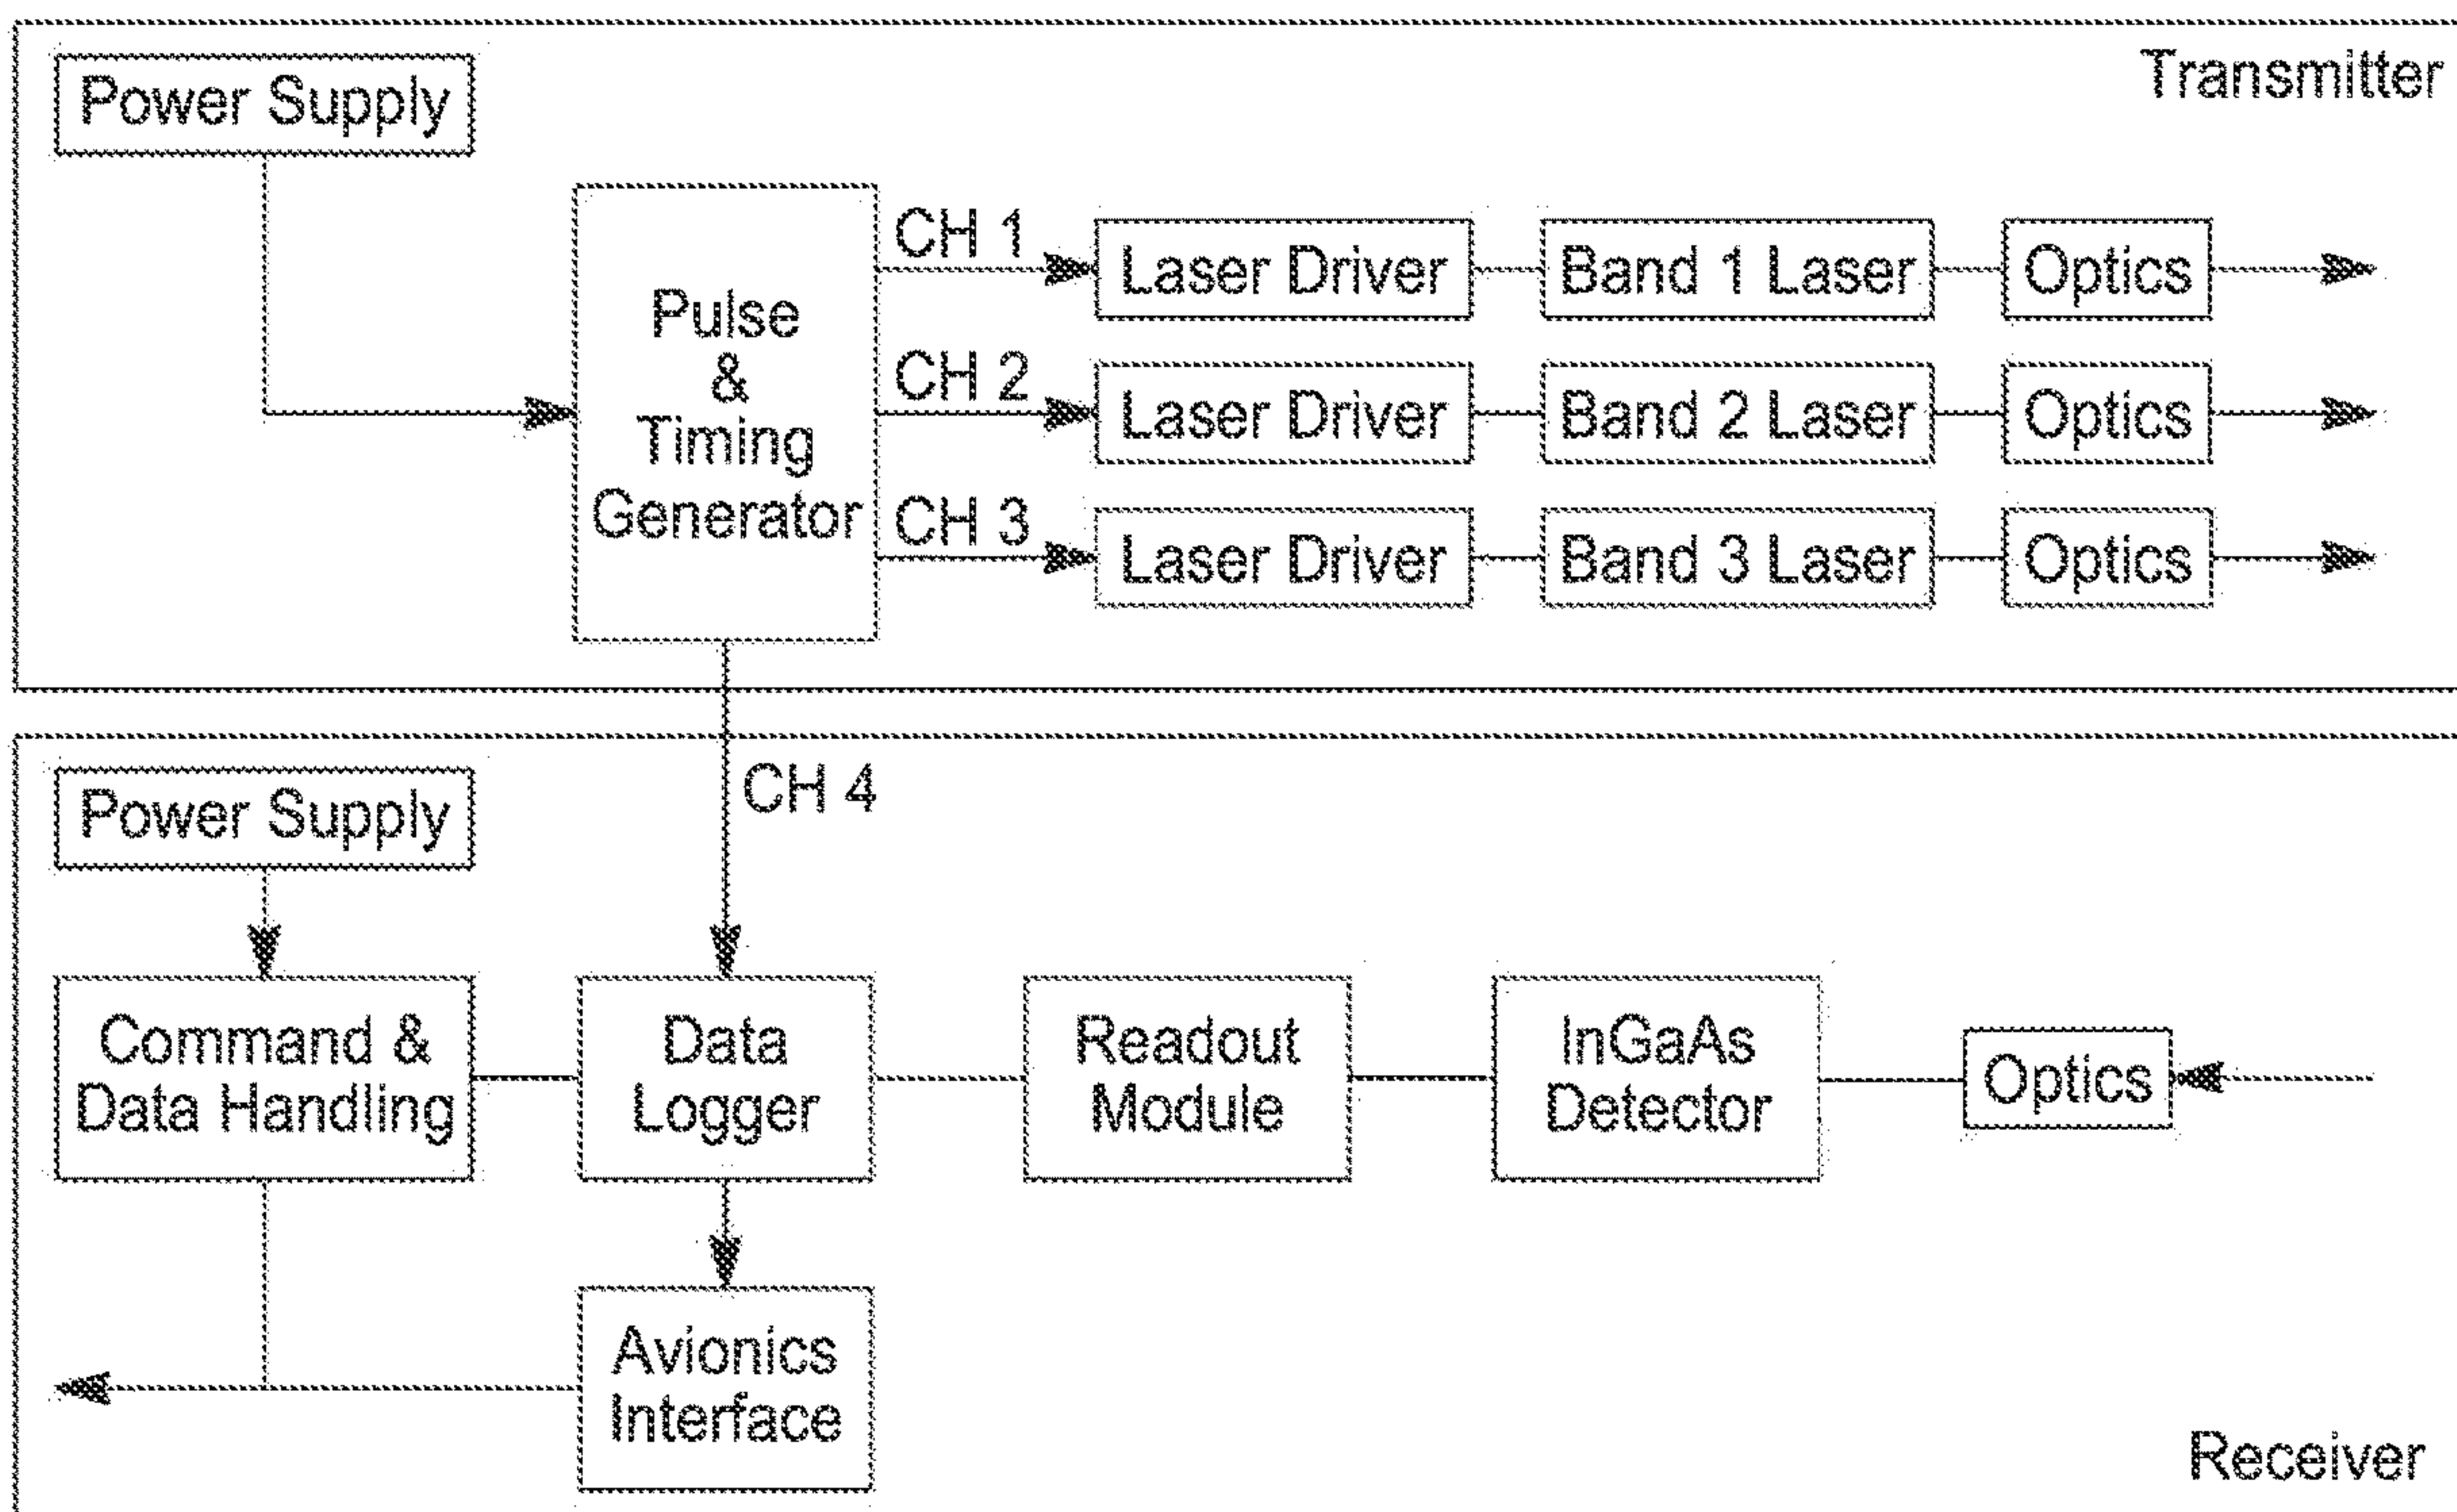 Transmitter
Power Supply
Pulse
&
Timing
Generator
CH 1
Laser Driver
Band 1 Laser
Optics
CH 2
Laser Driver
Band 2 Laser
Optics
CH 3
Laser Driver
Band 3 Laser
Optics
CH 4
Power Supply
Command &
Data Handling
Data
Logger
Readout
Module
InGaAs
Detector
Optics
Avionics
Interface
Receiver